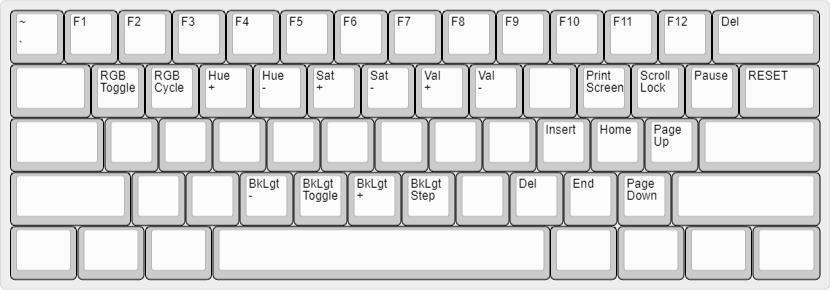 ~ F1 F2 F3 F4 F5 F6 F7 F8 F9 F10 F11 F12 Del
`
RGB RGB Hue Hue Sat Sat Val Val Print Scroll Pause RESET
Toggle Cycle + - + - + - Screen Lock
Insert Home Page
Up
BkLgt BkLgt BkLgt BkLgt Del End Page
- Toggle + Step Down